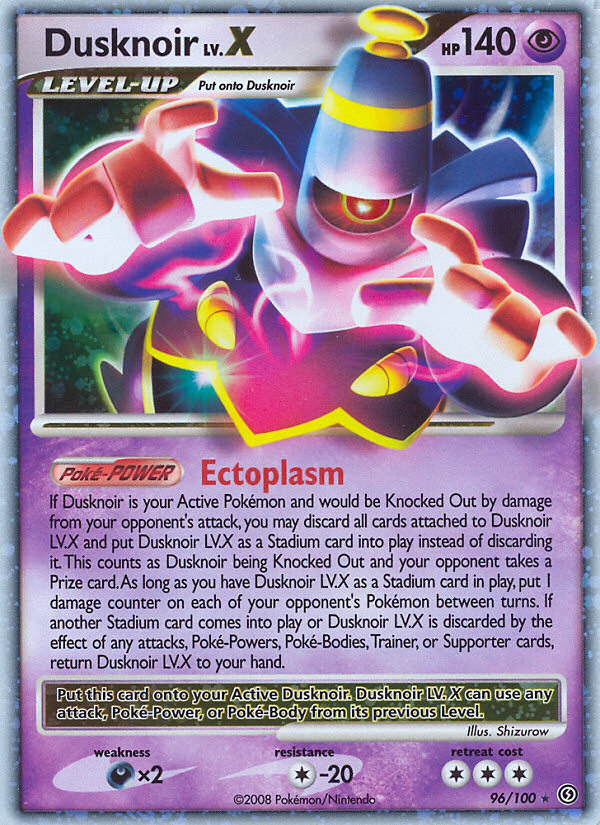 Dusknoir LV.X HP 140
LEVEL-UP Put onto Dusknoir
Poké-POWER Ectoplasm
If Dusknoir is your Active Pokémon and would be Knocked Out by damage
from your opponent's attack, you may discard all cards attached to Dusknoir
LV.X and put Dusknoir LV.X as a Stadium card into play instead of discarding
it. This counts as Dusknoir being Knocked Out and your opponent takes a
Prize card. As long as you have Dusknoir LV.X as a Stadium card in play, put 1
damage counter on each of your opponent's Pokémon between turns. If
another Stadium card comes into play or Dusknoir LV.X is discarded by the
effect of any attacks, Poké-Powers, Poké-Bodies, Trainer, or Supporter cards,
return Dusknoir LV.X to your hand.
Put this card onto your Active Dusknoir. Dusknoir LV. X can use any
attack, Poké-Power, or Poké-Body from its previous Level.
Illus. Shizurow
weakness resistance retreat cost
×2 -20
©2008 Pokémon/Nintendo 96/100 ★